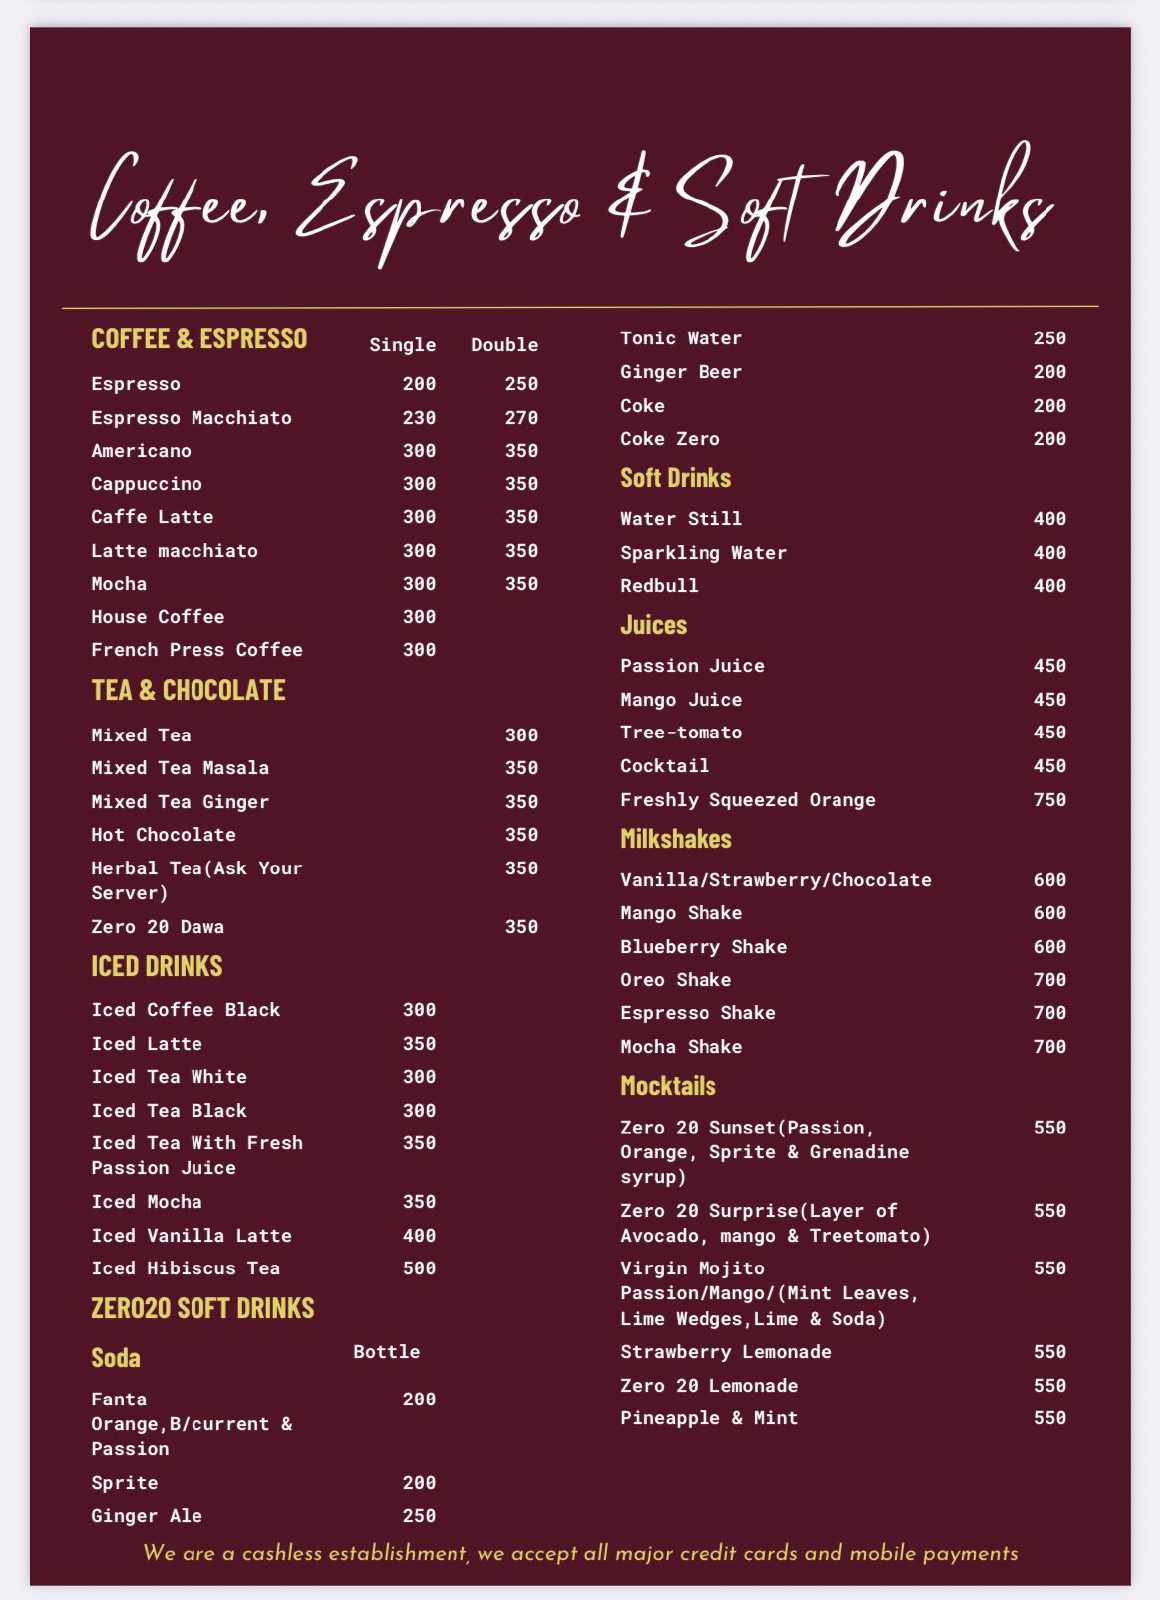 Coffee, Espresso & Soft Drinks
COFFEE & ESPRESSO Single Double
Espresso 200 250
Espresso Macchiato 230 270
Americano 300 350
Cappuccino 300 350
Caffe Latte 300 350
Latte macchiato 300 350
Mocha 300 350
House Coffee 300
French Press Coffee 300
TEA & CHOCOLATE
Mixed Tea 300
Mixed Tea Masala 350
Mixed Tea Ginger 350
Hot Chocolate 350
Herbal Tea(Ask Your 350
Server)
Zero 20 Dawa 350
ICED DRINKS
Iced Coffee Black 300
Iced Latte 350
Iced Tea White 300
Iced Tea Black 300
Iced Tea With Fresh 350
Passion Juice
Iced Mocha 350
Iced Vanilla Latte 400
Iced Hibiscus Tea 500
ZERO20 SOFT DRINKS
Soda Bottle
Fanta 200
Orange,B/current &
Passion
Sprite 200
Ginger Ale 250
Tonic Water 250
Ginger Beer 200
Coke 200
Coke Zero 200
Soft Drinks
Water Still 400
Sparkling Water 400
Redbull 400
Juices
Passion Juice 450
Mango Juice 450
Tree-tomato 450
Cocktail 450
Freshly Squeezed Orange 750
Milkshakes
Vanilla/Strawberry/Chocolate 600
Mango Shake 600
Blueberry Shake 600
Oreo Shake 700
Espresso Shake 700
Mocha Shake 700
Mocktails
Zero 20 Sunset(Passion, 550
Orange, Sprite & Grenadine
syrup)
Zero 20 Surprise(Layer of 550
Avocado, mango & Treetomato)
Virgin Mojito 550
Passion/Mango/(Mint Leaves,
Lime Wedges,Lime & Soda)
Strawberry Lemonade 550
Zero 20 Lemonade 550
Pineapple & Mint 550
We are a cashless establishment, we accept all major credit cards and mobile payments